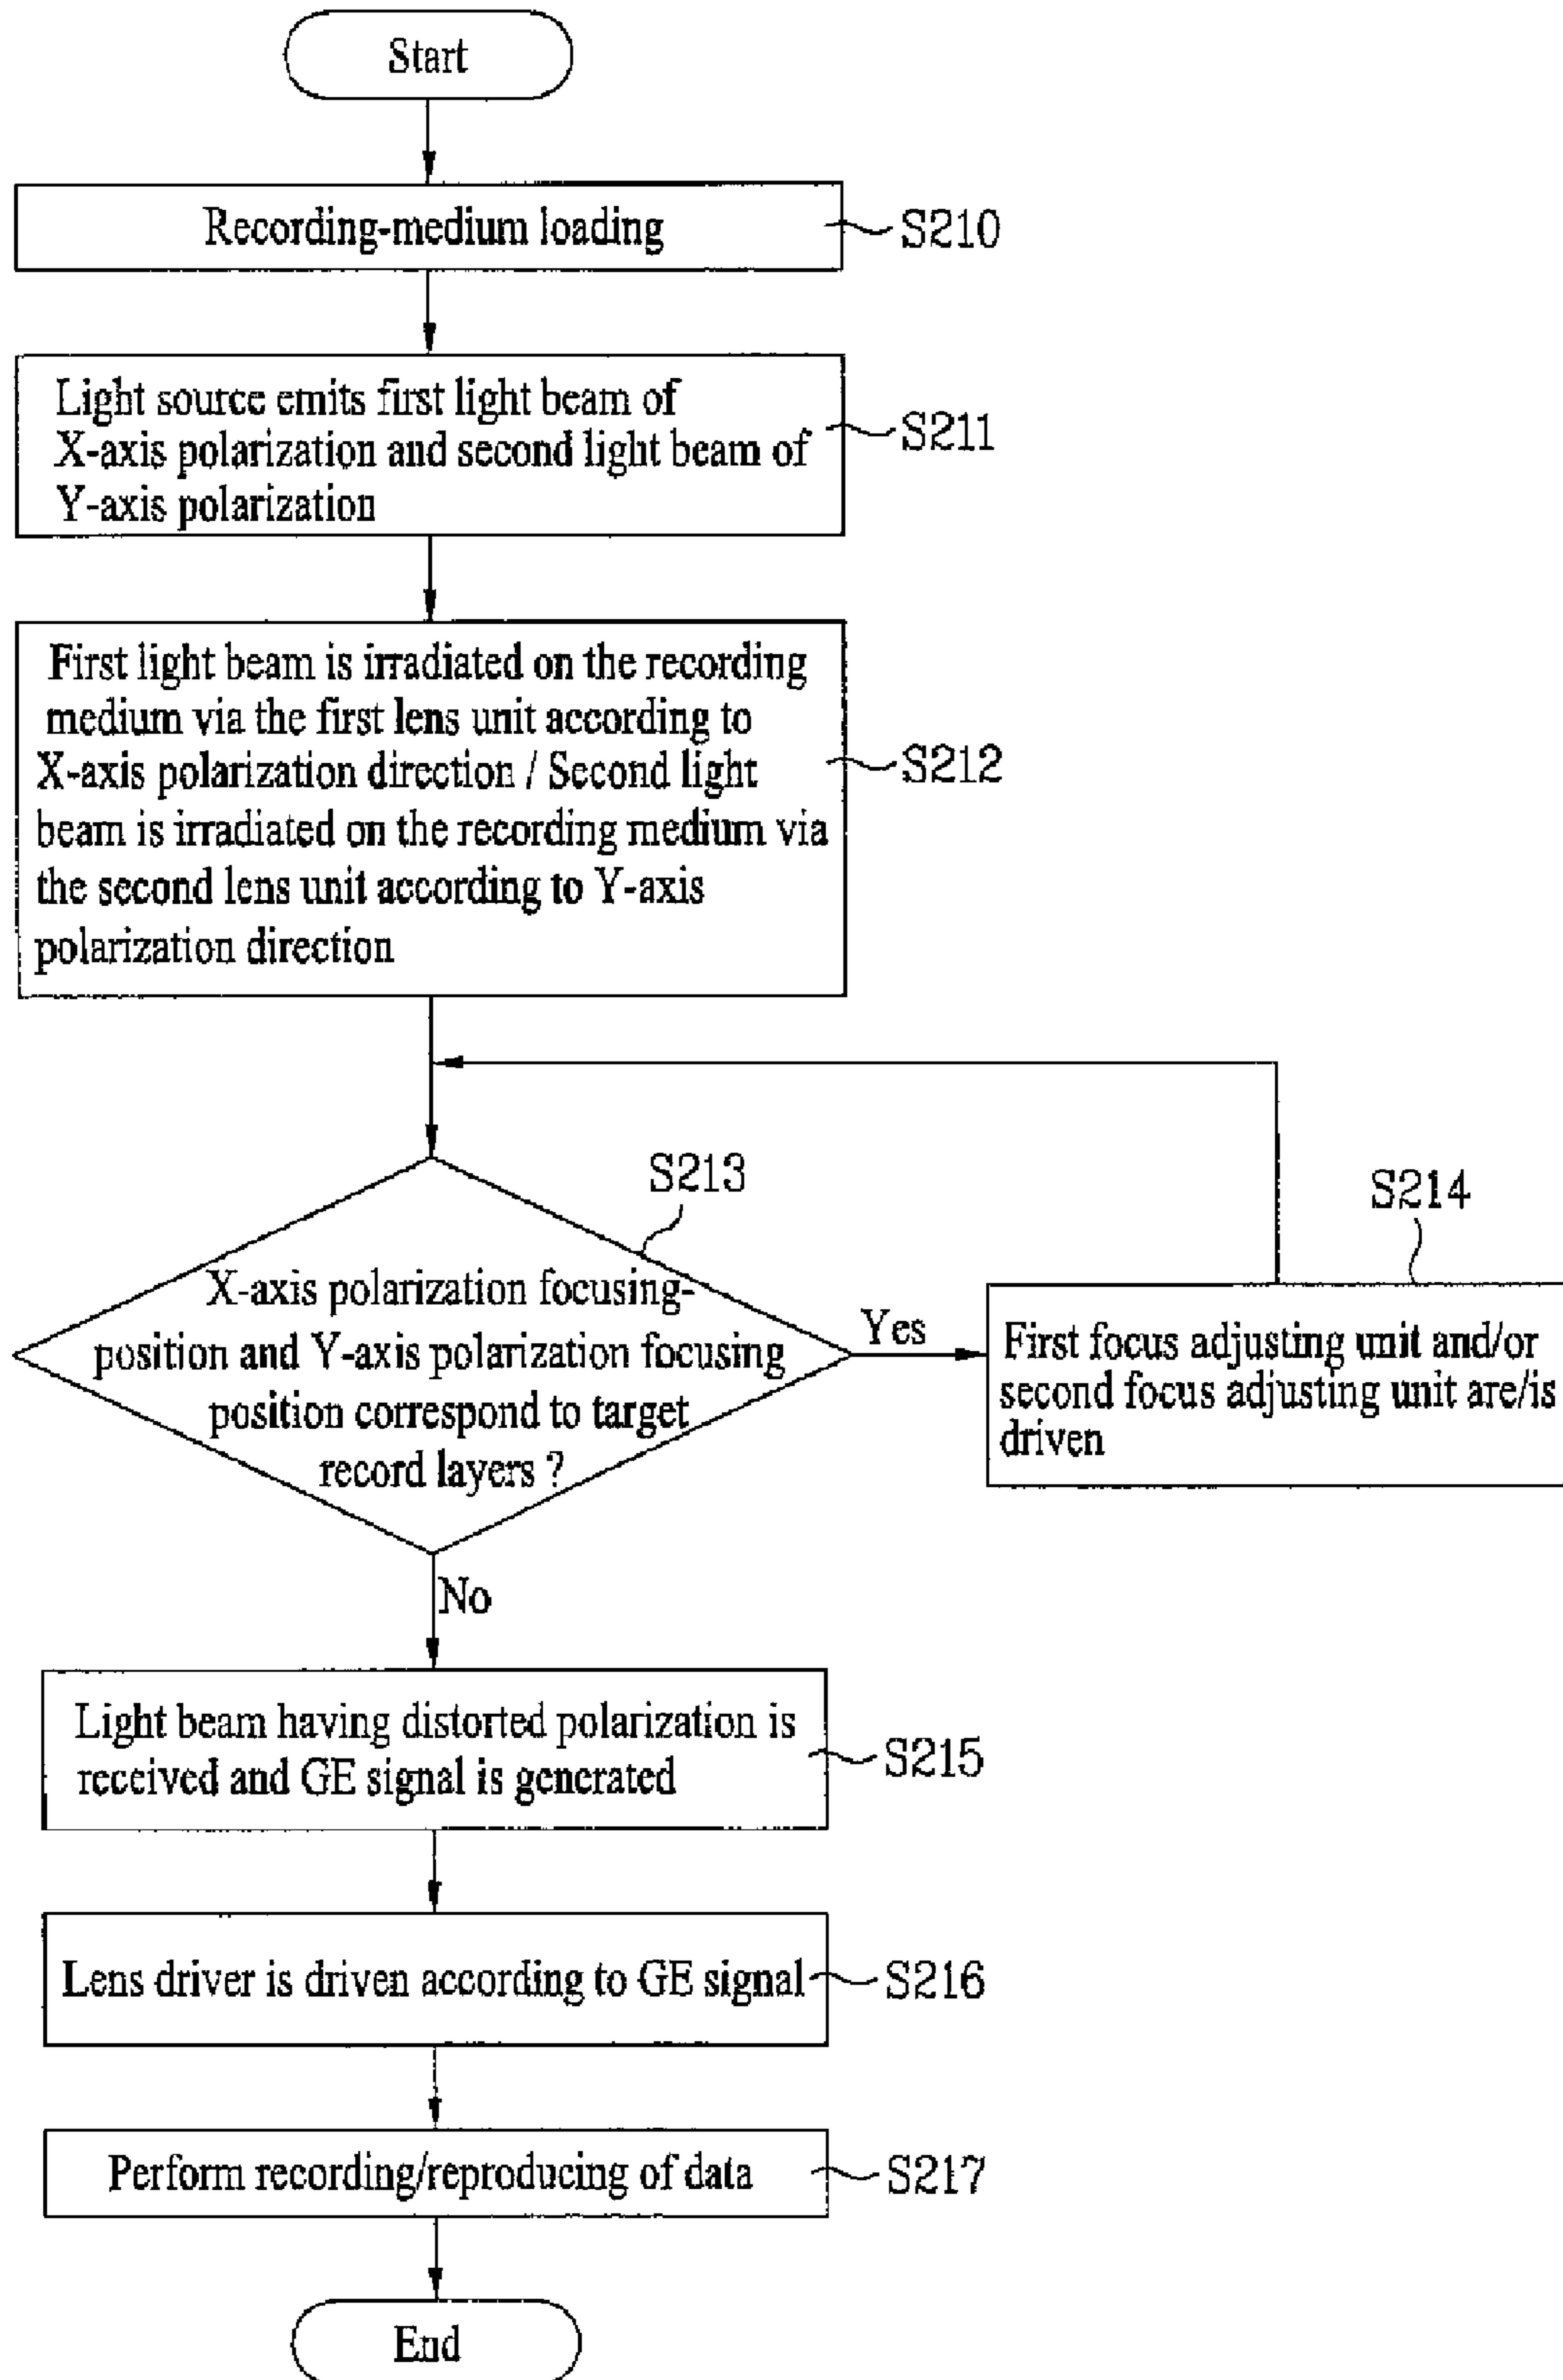 Start
Recording-medium loading
S210
Light source emits first light beam of
X-axis polarization and second light beam of
Y-axis polarization
S211
First light beam is irradiated on the recording
medium via the first lens unit according to
X-axis polarization direction / Second light
beam is irradiated on the recording medium via
the second lens unit according to Y-axis
polarization direction
S212
S213
X-axis polarization focusing-
position and Y-axis polarization focusing
position correspond to target
record layers ?
Yes
S214
First focus adjusting unit and/or
second focus adjusting unit are/is
driven
No
Light beam having distorted polarization is
received and GE signal is generated
S215
Lens driver is driven according to GE signal
S216
Perform recording/reproducing of data
S217
End